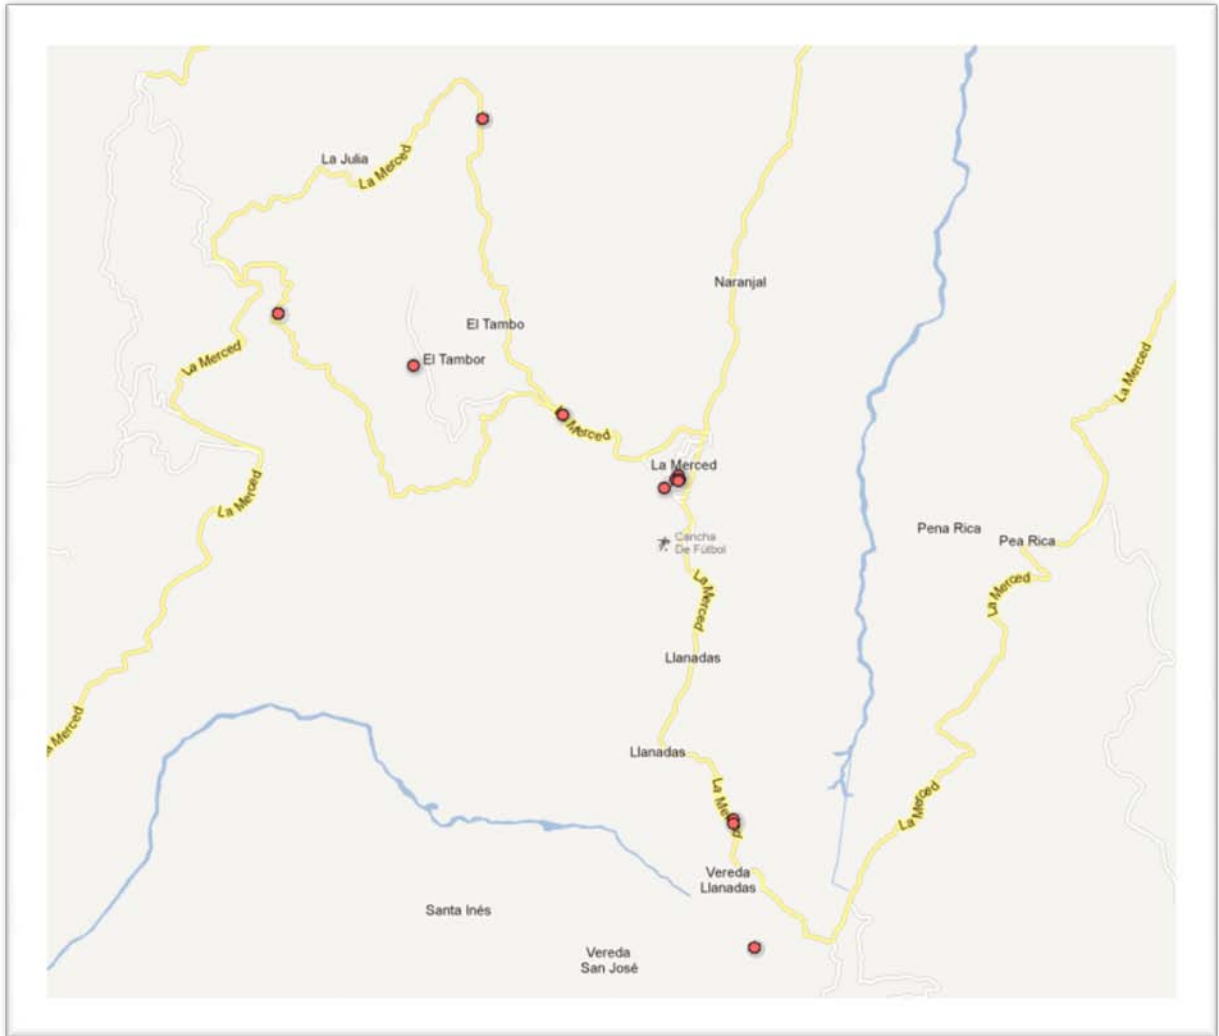 La Julia
La Merced
Naranjal
El Tambo
La Merced
El Tambor
La Merced
Merced
La Merced
La Merced
Cancha
De Fútbol
Pena Rica
Pea Rica
La Merced
La Merced
La Merced
Llanadas
Merced
Llanadas
La Merced
Vereda
Llanadas
Santa Inés
Vereda
San José